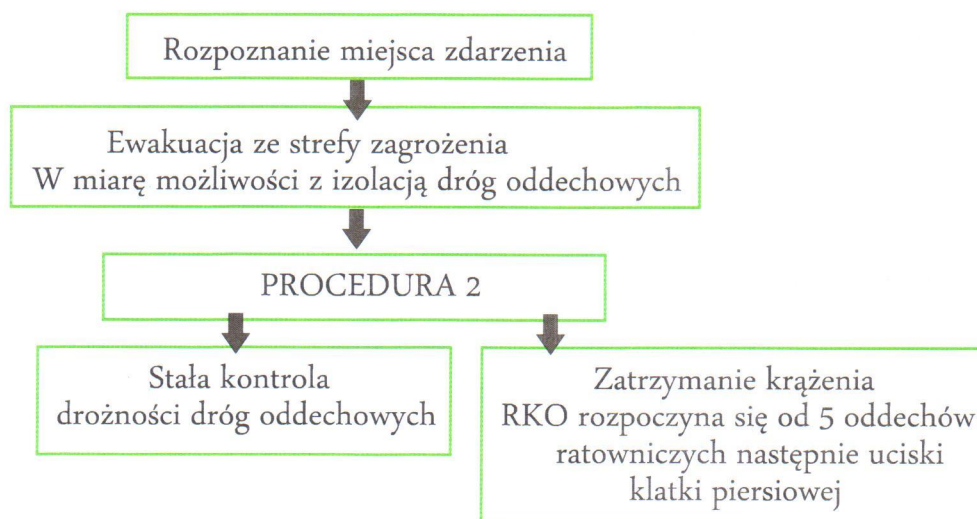 Rozpoznanie miejsca zdarzenia
Ewakuacja ze strefy zagrożenia
W miarę możliwości z izolacją dróg oddechowych
PROCEDURA 2
Stała kontrola
drożności dróg oddechowych
Zatrzymanie krążenia
RKO rozpoczyna się od 5 oddechów
ratowniczych następnie uciski
klatki piersiowej